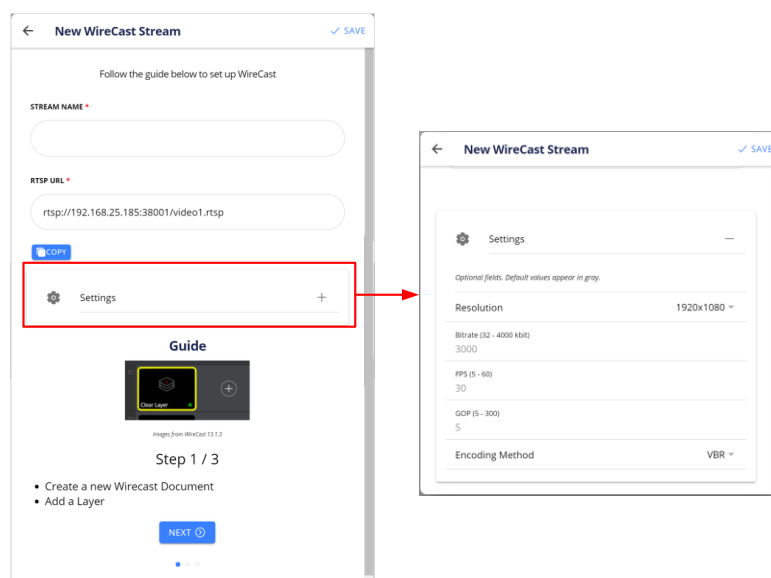 New WireCast Stream
SAVE
Follow the guide below to set up WireCast
STREAM NAME *
RTSP URL *
rtsp://192.168.25.185:38001/video1.rtsp
COPY
Settings
Guide
Clear Layer
Images from WireCast 13.1.3
Step 1 / 3
Create a new Wirecast Document
Add a Layer
NEXT
New WireCast Stream
SAVE
Settings
Optional fields. Default values appear in gray.
Resolution 1920x1080
Bitrate (32 - 4000 kbit)
3000
FPS (5 - 60)
30
GOP (5 - 300)
5
Encoding Method VBR